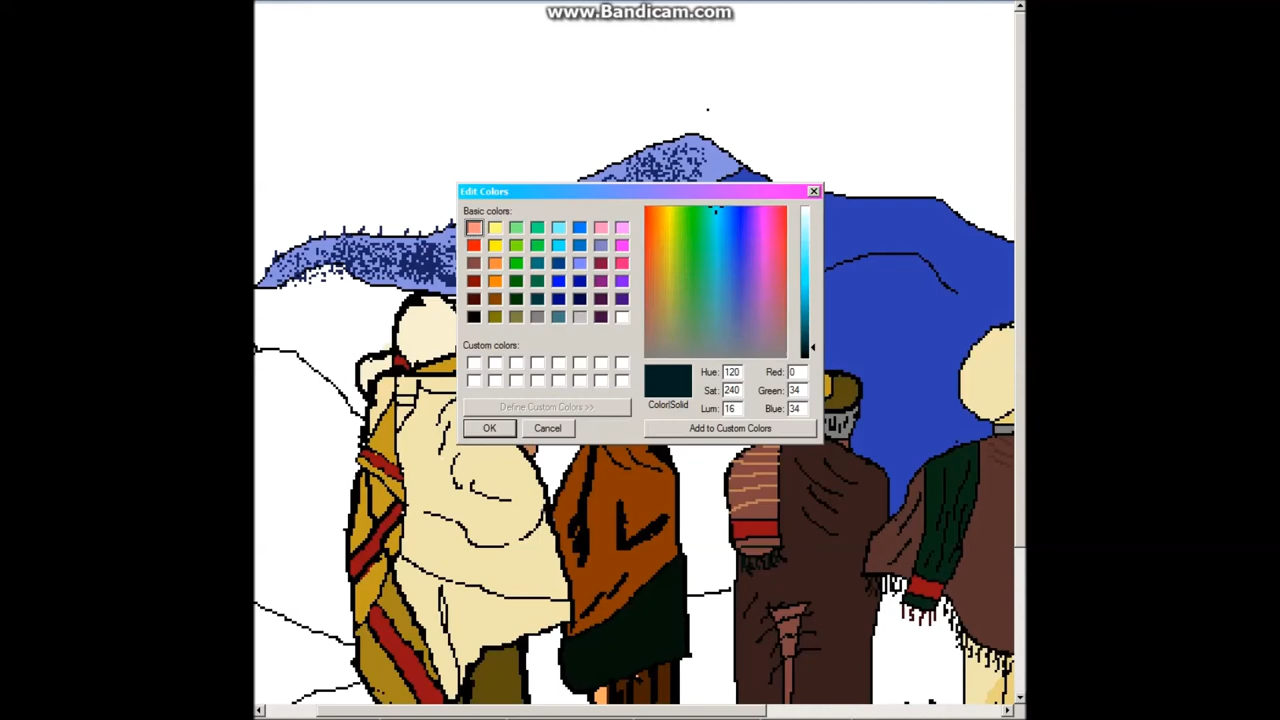 www.Bandicam.com
Edit Colors
Basic colors:
Custom colors:
Define Custom Colors >>
OK Cancel
Color|Solid
Hue: 120 Red: 0
Sat: 240 Green: 34
Lum: 16 Blue: 34
Add to Custom Colors